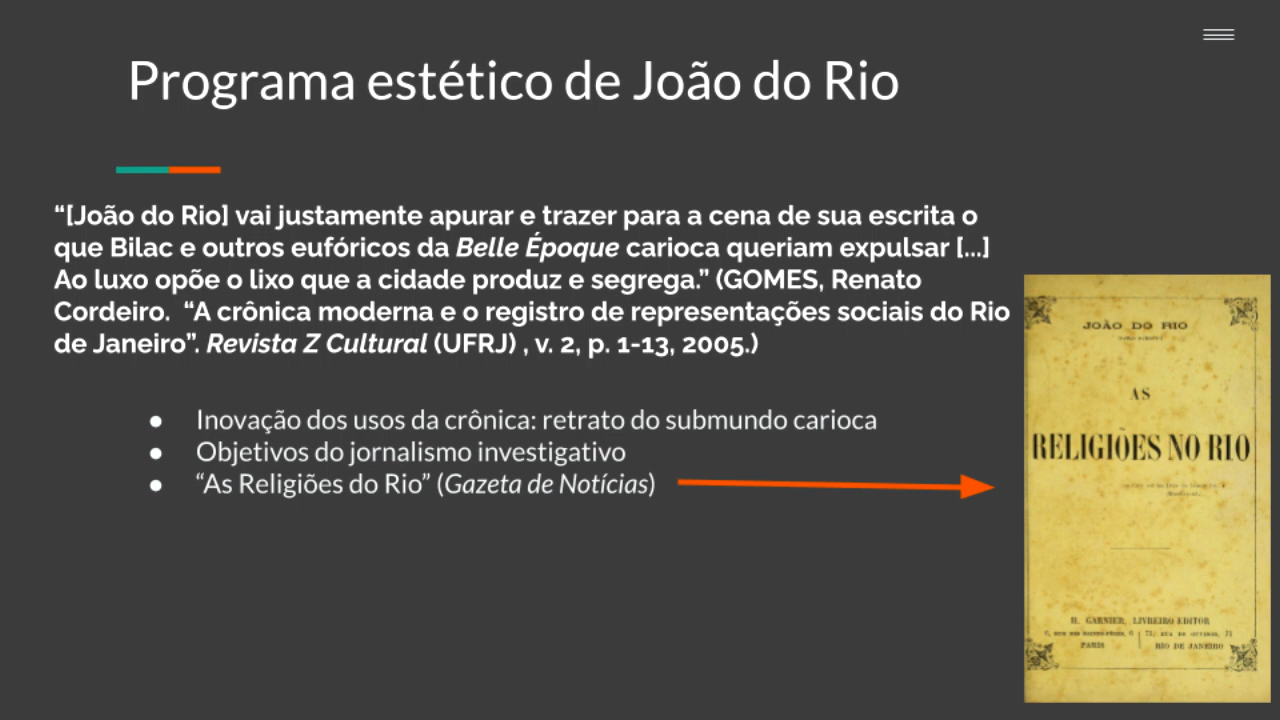 Programa estético de João do Rio
“[João do Rio] vai justamente apurar e trazer para a cena de sua escrita o
que Bilac e outros eufóricos da Belle Époque carioca queriam expulsar [...]
Ao luxo opõe o lixo que a cidade produz e segrega.” (GOMES, Renato
Cordeiro.  “A crônica moderna e o registro de representações sociais do Rio
de Janeiro”. Revista Z Cultural (UFRJ) , v. 2, p. 1-13, 2005.)
● Inovação dos usos da crônica: retrato do submundo carioca
● Objetivos do jornalismo investigativo
● “As Religiões do Rio” (Gazeta de Notícias)
JOÃO DO RIO
AS
RELIGIÕES NO RIO
H. GARNIER, LIVREIRO EDITOR
PARIS
RIO DE JANEIRO